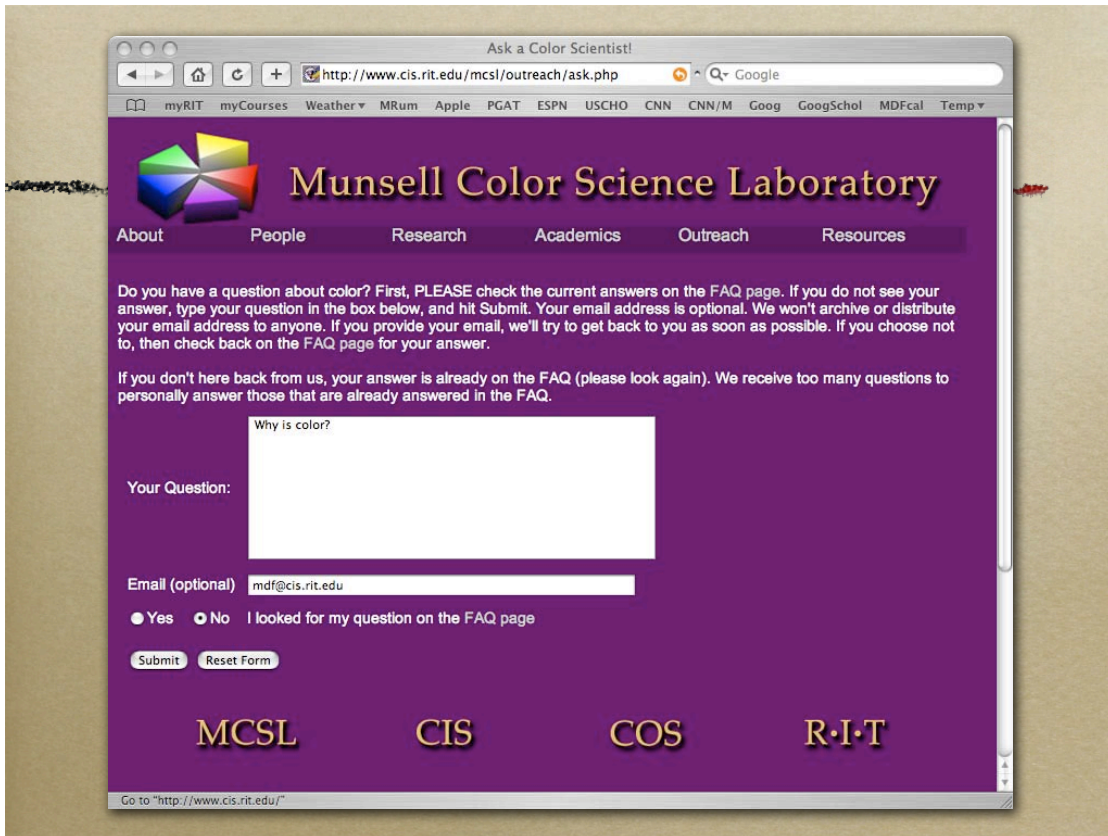 Ask a Color Scientist!
http://www.cis.rit.edu/mcsl/outreach/ask.php Google
myRIT myCourses Weather MRum Apple PGAT ESPN USCHO CNN CNN/M Goog GoogSchol MDFcal Temp
Munsell Color Science Laboratory
About People Research Academics Outreach Resources
Do you have a question about color? First, PLEASE check the current answers on the FAQ page. If you do not see your
answer, type your question in the box below, and hit Submit. Your email address is optional. We won't archive or distribute
your email address to anyone. If you provide your email, we'll try to get back to you as soon as possible. If you choose not
to, then check back on the FAQ page for your answer.
If you don't here back from us, your answer is already on the FAQ (please look again). We receive too many questions to
personally answer those that are already answered in the FAQ.
Why is color?
Your Question:
Email (optional) mdf@cis.rit.edu
Yes No I looked for my question on the FAQ page
Submit Reset Form
MCSL CIS COS R·I·T
Go to "http://www.cis.rit.edu/"